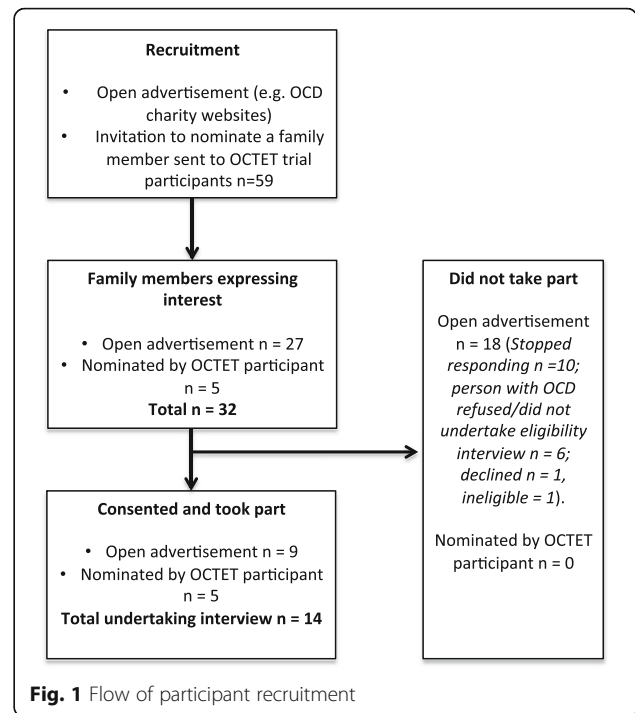 Recruitment
• Open advertisement (e.g. OCD
charity websites)
• Invitation to nominate a family
member sent to OCTET trial
participants n=59
Family members expressing
interest
• Open advertisement n = 27
• Nominated by OCTET participant
n = 5
Total n = 32
Did not take part
Open advertisement
n = 18 (Stopped
responding n =10;
person with OCD
refused/did not
undertake eligibility
interview n = 6;
declined n = 1,
ineligible = 1).
Nominated by OCTET
participant n = 0
Consented and took part
• Open advertisement n = 9
• Nominated by OCTET participant
n = 5
Total undertaking interview n = 14
Fig. 1 Flow of participant recruitment